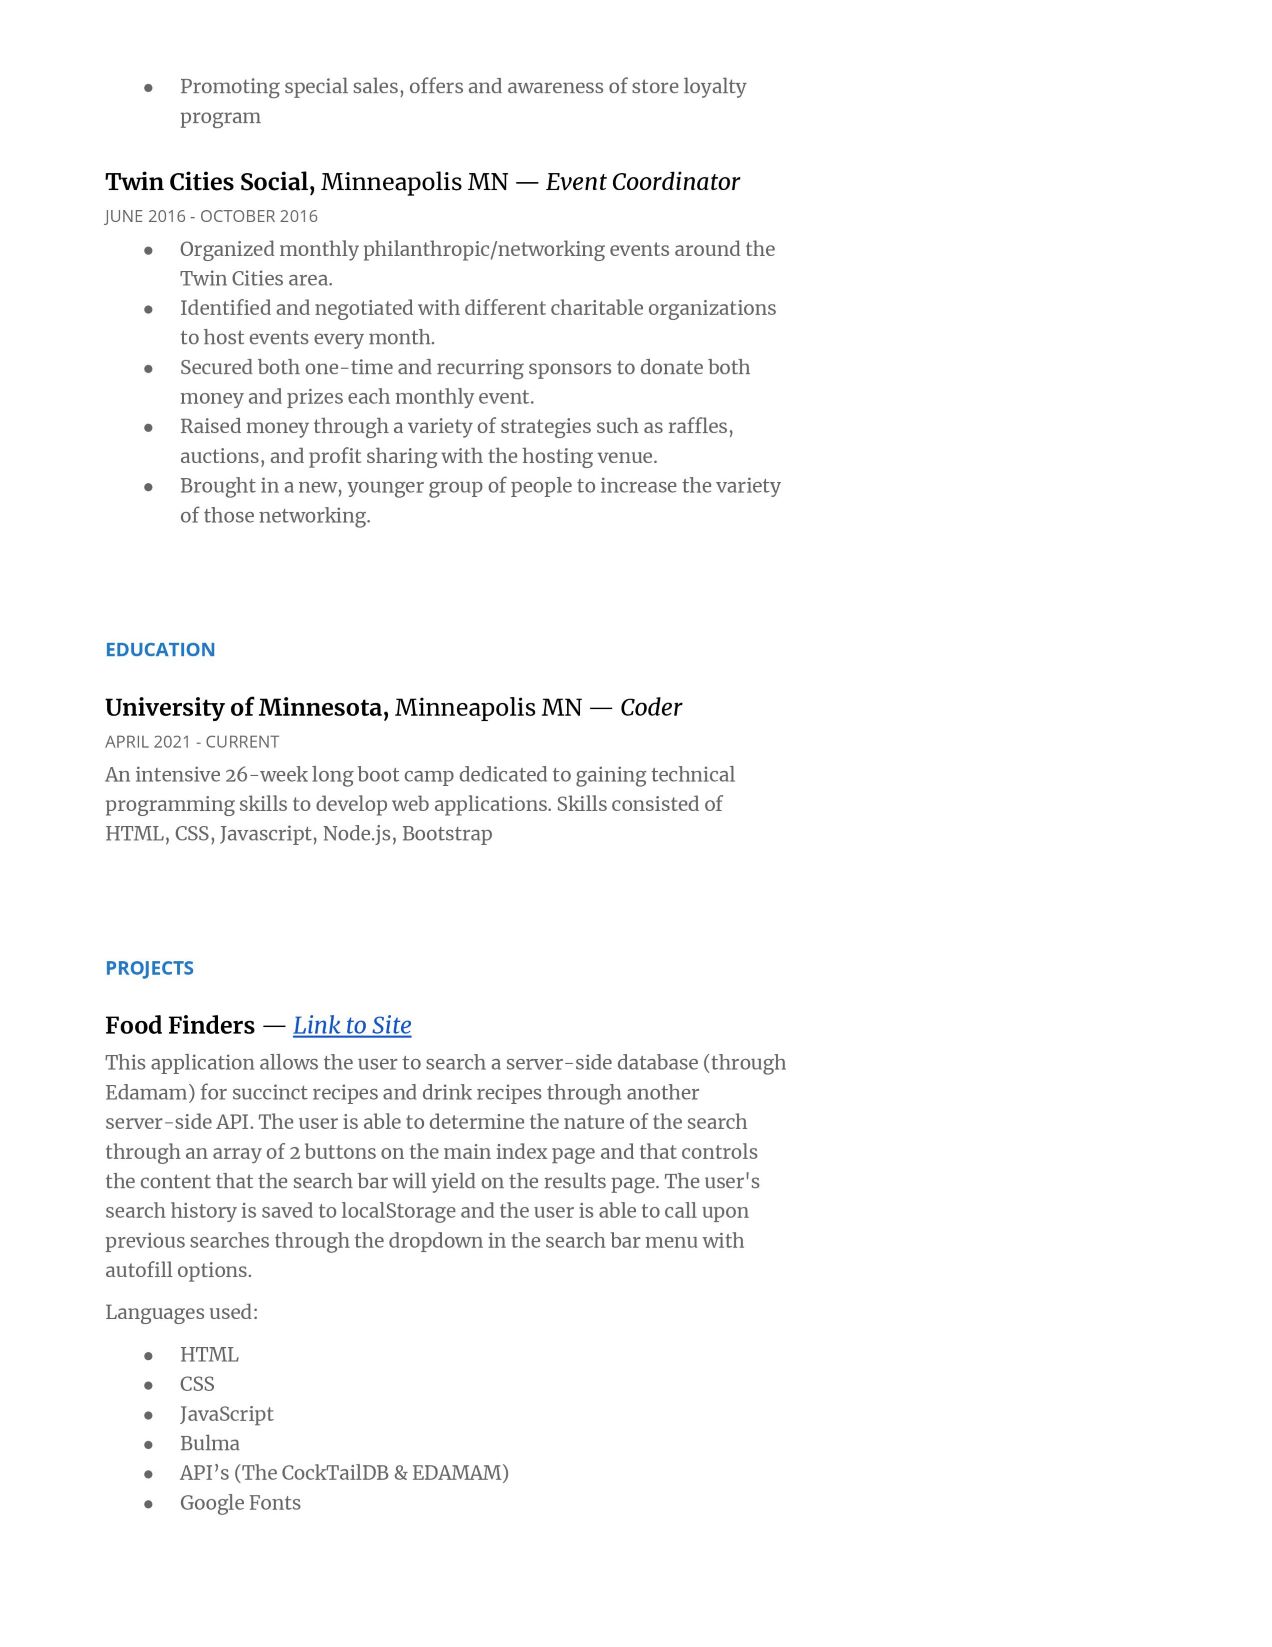 ● Promoting special sales, offers and awareness of store loyalty
program
Twin Cities Social, Minneapolis MN — Event Coordinator
JUNE 2016 - OCTOBER 2016
● Organized monthly philanthropic/networking events around the
Twin Cities area.
● Identified and negotiated with different charitable organizations
to host events every month.
● Secured both one-time and recurring sponsors to donate both
money and prizes each monthly event.
● Raised money through a variety of strategies such as raffles,
auctions, and profit sharing with the hosting venue.
● Brought in a new, younger group of people to increase the variety
of those networking.
EDUCATION
University of Minnesota, Minneapolis MN — Coder
APRIL 2021 - CURRENT
An intensive 26-week long boot camp dedicated to gaining technical
programming skills to develop web applications. Skills consisted of
HTML, CSS, Javascript, Node.js, Bootstrap
PROJECTS
Food Finders — Link to Site
This application allows the user to search a server-side database (through
Edamam) for succinct recipes and drink recipes through another
server-side API. The user is able to determine the nature of the search
through an array of 2 buttons on the main index page and that controls
the content that the search bar will yield on the results page. The user's
search history is saved to localStorage and the user is able to call upon
previous searches through the dropdown in the search bar menu with
autofill options.
Languages used:
● HTML
● CSS
● JavaScript
● Bulma
● API’s (The CockTailDB & EDAMAM)
● Google Fonts